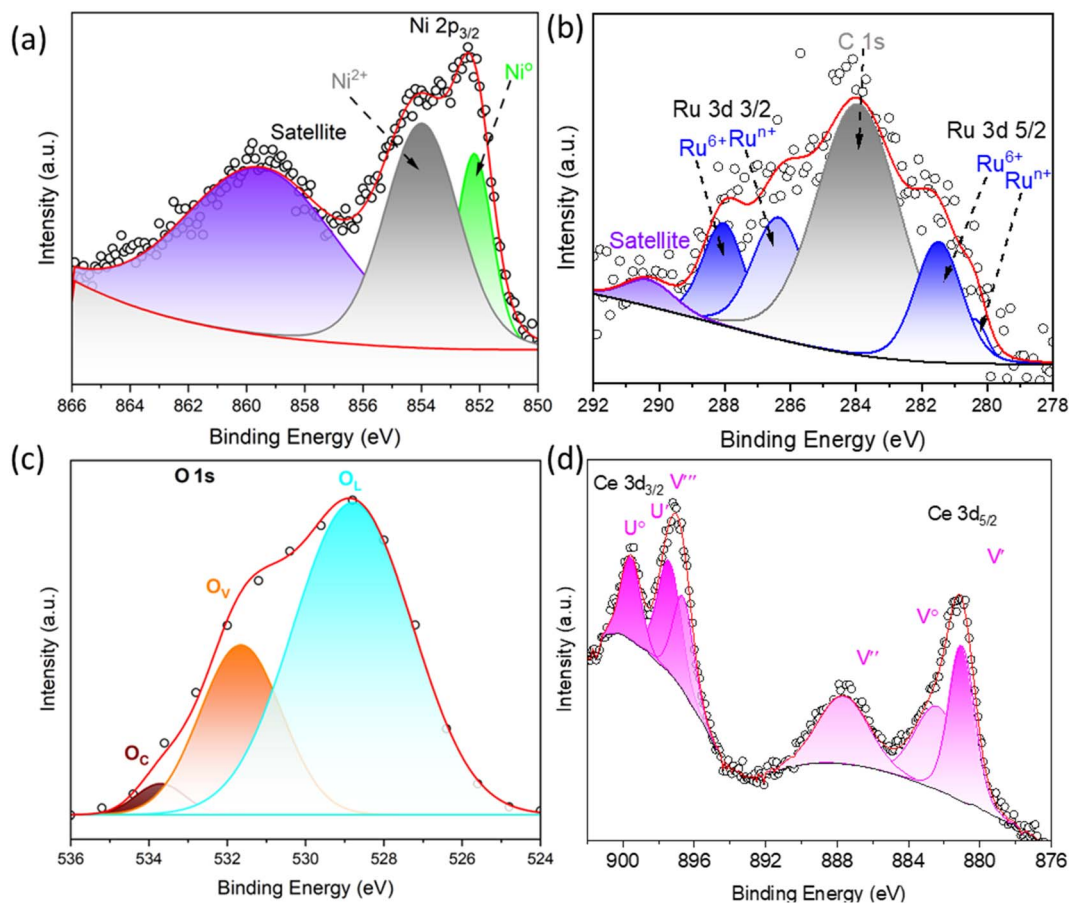 (a)
Ni 2p3/2
Ni2+
Ni°
Satellite
Intensity (a.u.)
866 864 862 860 858 856 854 852 850
Binding Energy (eV)
(b)
C 1s
Ru 3d 3/2
Ru6+ Run+
Ru 3d 5/2
Ru6+
Run+
Satellite
Intensity (a.u.)
292 290 288 286 284 282 280 278
Binding Energy (eV)
(c)
O 1s
OL
OV
OC
Intensity (a.u.)
536 534 532 530 528 526 524
Binding Energy (eV)
(d)
Ce 3d3/2
V'''
U°
U'
Ce 3d5/2
V'
V°
V''
Intensity (a.u.)
900 896 892 888 884 880 876
Binding Energy (eV)